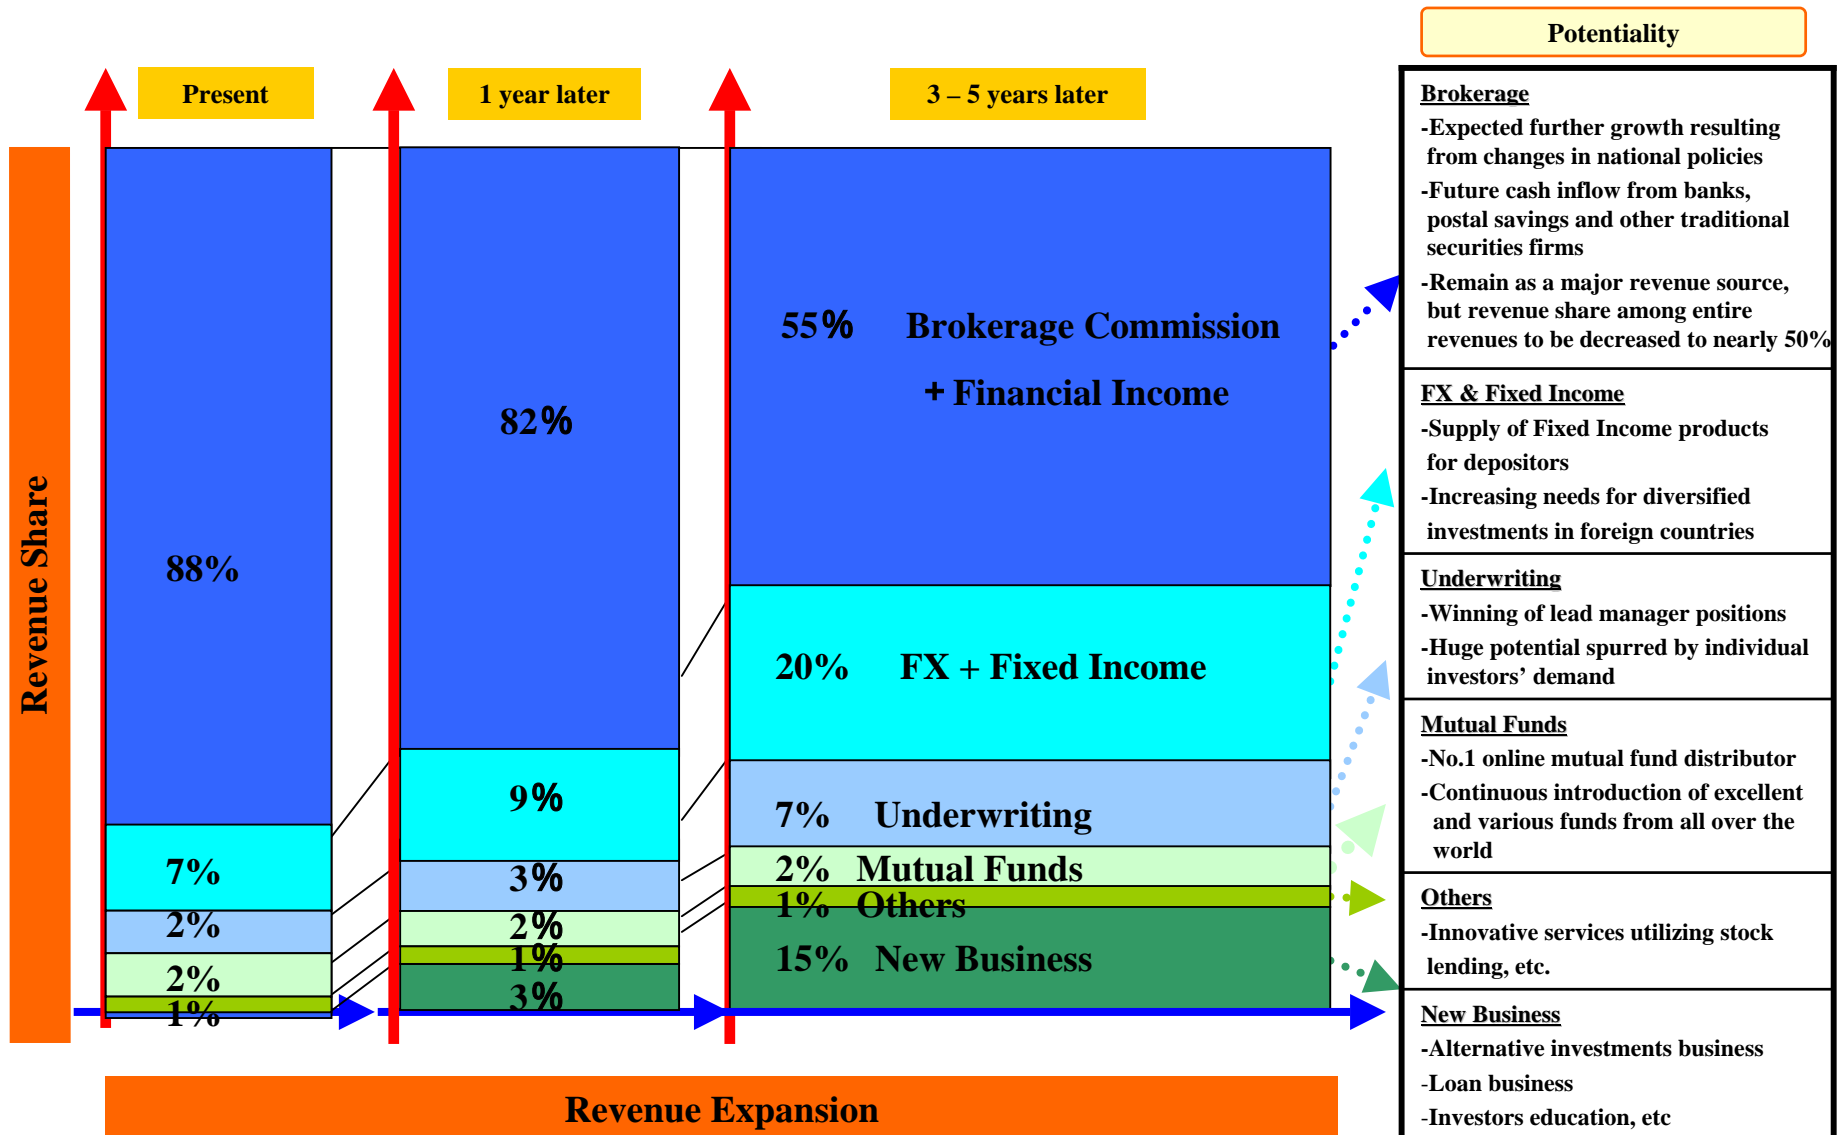 Potentiality
Present
1 year later
3 – 5 years later
Revenue Share
88%
7%
2%
2%
1%
82%
9%
3%
2%
1%
3%
55% Brokerage Commission
+ Financial Income
20% FX + Fixed Income
7% Underwriting
2% Mutual Funds
1% Others
15% New Business
Brokerage
-Expected further growth resulting
from changes in national policies
-Future cash inflow from banks,
postal savings and other traditional
securities firms
-Remain as a major revenue source,
but revenue share among entire
revenues to be decreased to nearly 50%
FX & Fixed Income
-Supply of Fixed Income products
for depositors
-Increasing needs for diversified
investments in foreign countries
Underwriting
-Winning of lead manager positions
-Huge potential spurred by individual
investors’ demand
Mutual Funds
-No.1 online mutual fund distributor
-Continuous introduction of excellent
and various funds from all over the
world
Others
-Innovative services utilizing stock
lending, etc.
New Business
-Alternative investments business
-Loan business
-Investors education, etc
Revenue Expansion